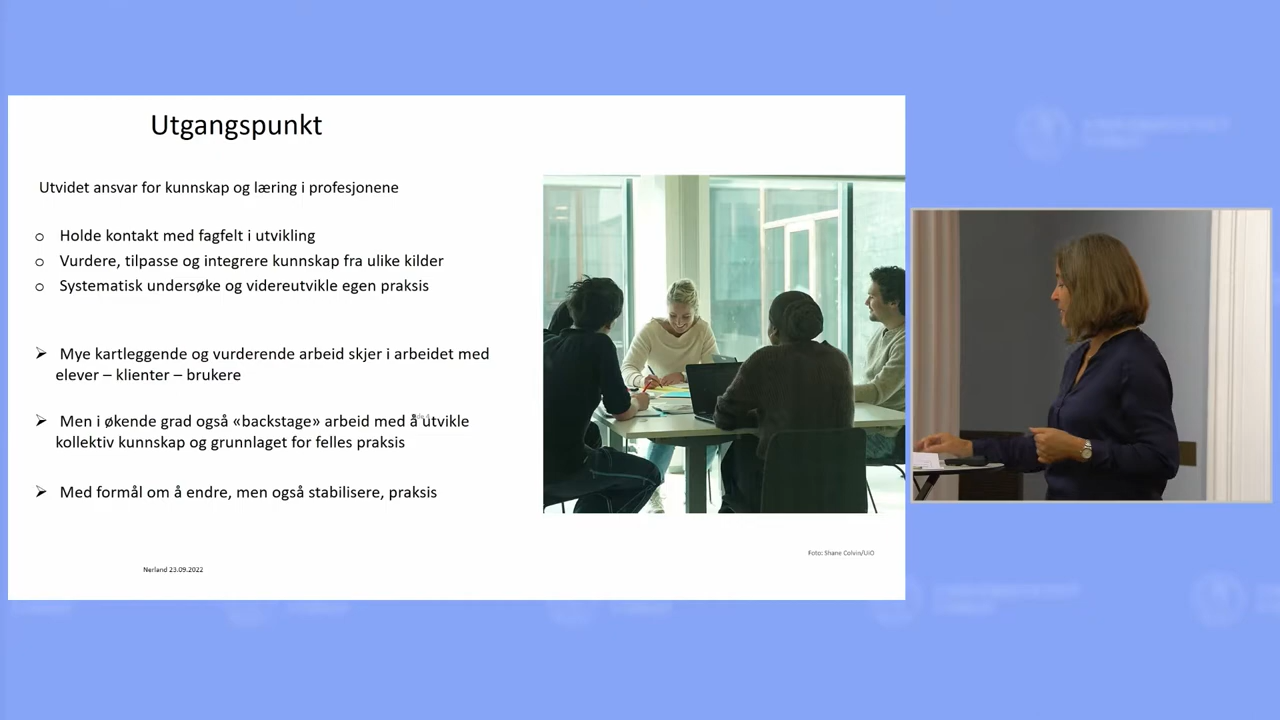 Utgangspunkt
Utvidet ansvar for kunnskap og læring i profesjonene
Holde kontakt med fagfelt i utvikling
Vurdere, tilpasse og integrere kunnskap fra ulike kilder
Systematisk undersøke og videreutvikle egen praksis
Mye kartleggende og vurderende arbeid skjer i arbeidet med
elever – klienter – brukere
Men i økende grad også «backstage» arbeid med å utvikle
kollektiv kunnskap og grunnlaget for felles praksis
Med formål om å endre, men også stabilisere, praksis
Foto: Shane Colvin/UiO
Nerland 23.09.2022